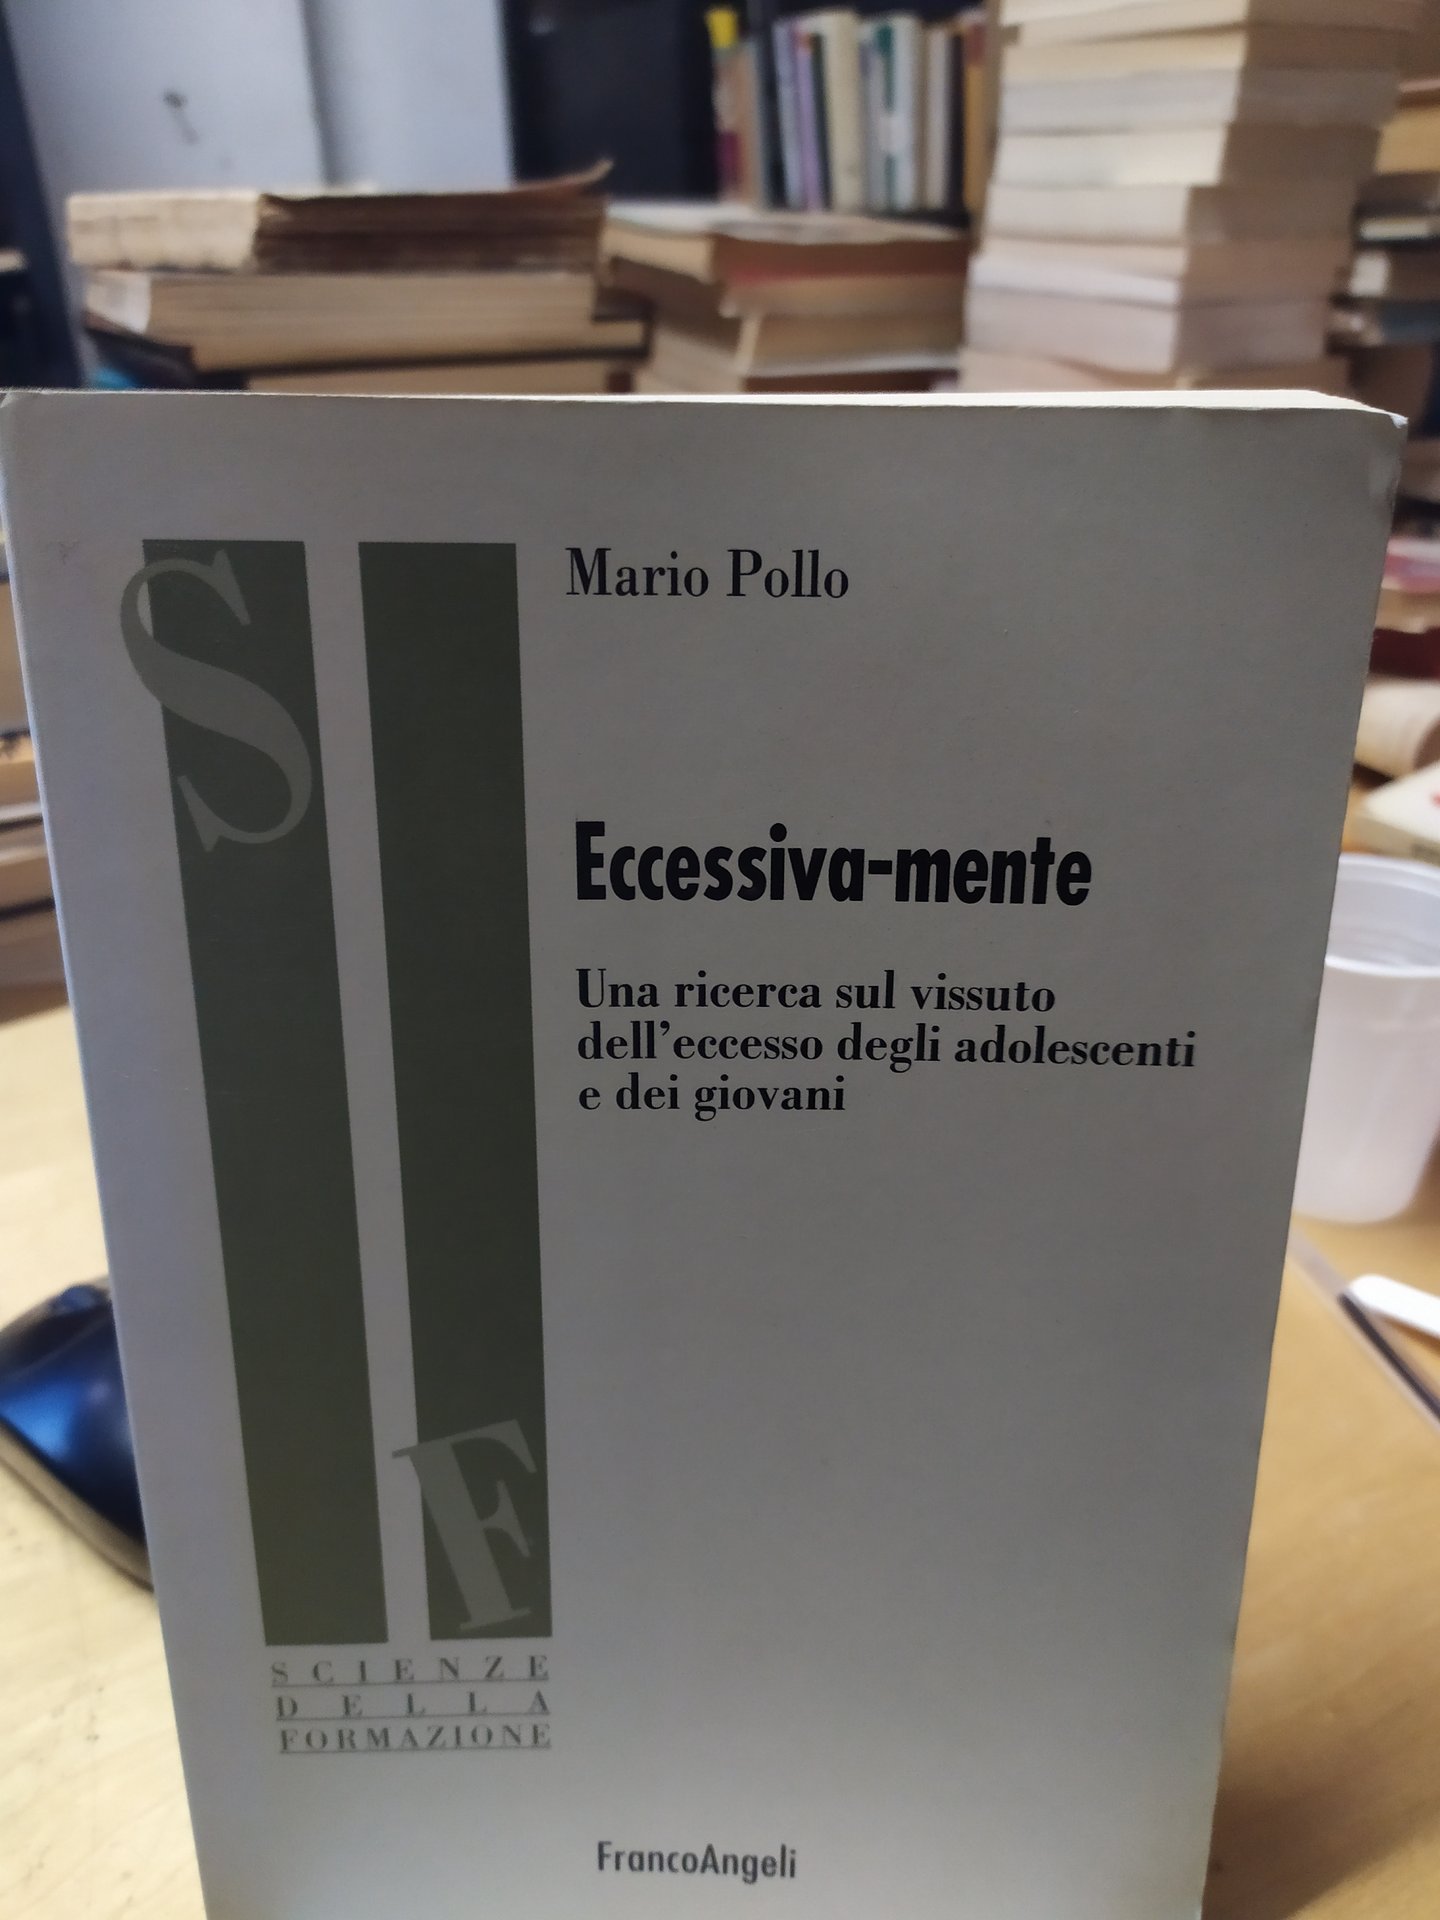 Mario Pollo
Eccessiva-mente
Una ricerca sul vissuto
dell'eccesso degli adolescenti
e dei giovani
S
F
SCIENZE
DELLA
FORMAZIONE
FrancoAngeli